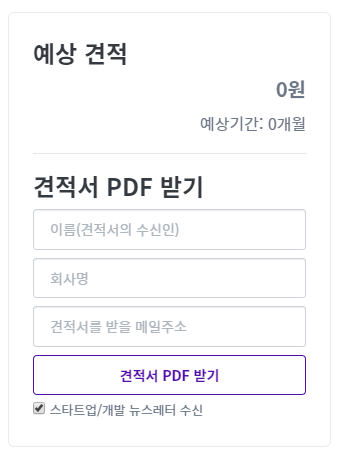 예상 견적
0원
예상기간: 0개월
견적서 PDF 받기
이름(견적서의 수신인)
회사명
견적서를 받을 메일주소
견적서 PDF 받기
스타트업/개발 뉴스레터 수신